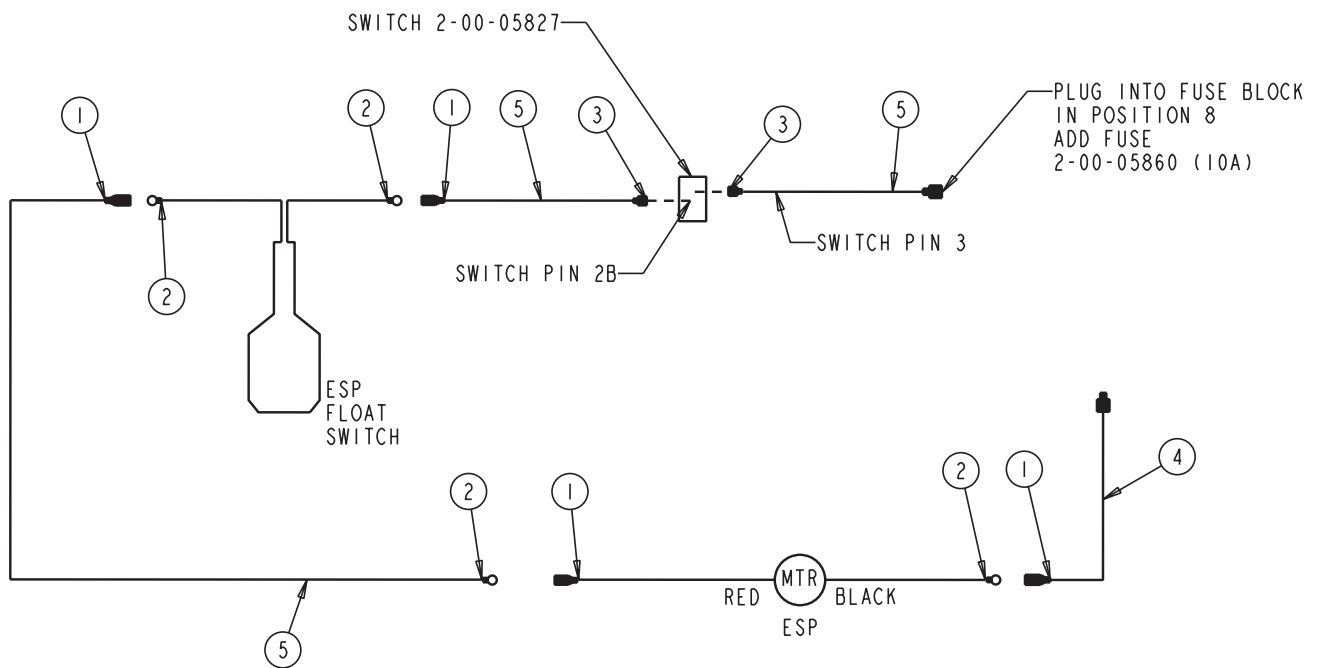 SWITCH 2-00-05827
1
2
1
5
3
3
5
PLUG INTO FUSE BLOCK
IN POSITION 8
ADD FUSE
2-00-05860 (10A)
SWITCH PIN 3
SWITCH PIN 2B
2
ESP
FLOAT
SWITCH
2
1
2
1
4
RED
MTR
BLACK
ESP
5